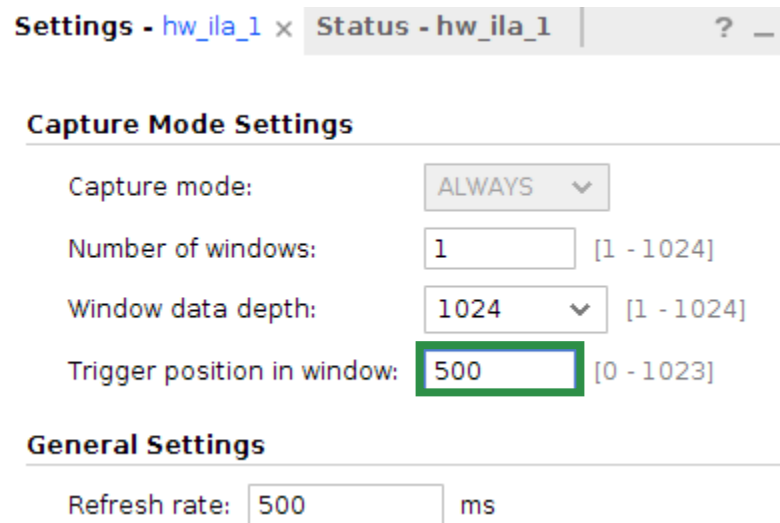 Settings - hw_ila_1 × Status - hw_ila_1 ? _
Capture Mode Settings
Capture mode: ALWAYS
Number of windows: 1 [1 - 1024]
Window data depth: 1024 [1 - 1024]
Trigger position in window: 500 [0 - 1023]
General Settings
Refresh rate: 500 ms